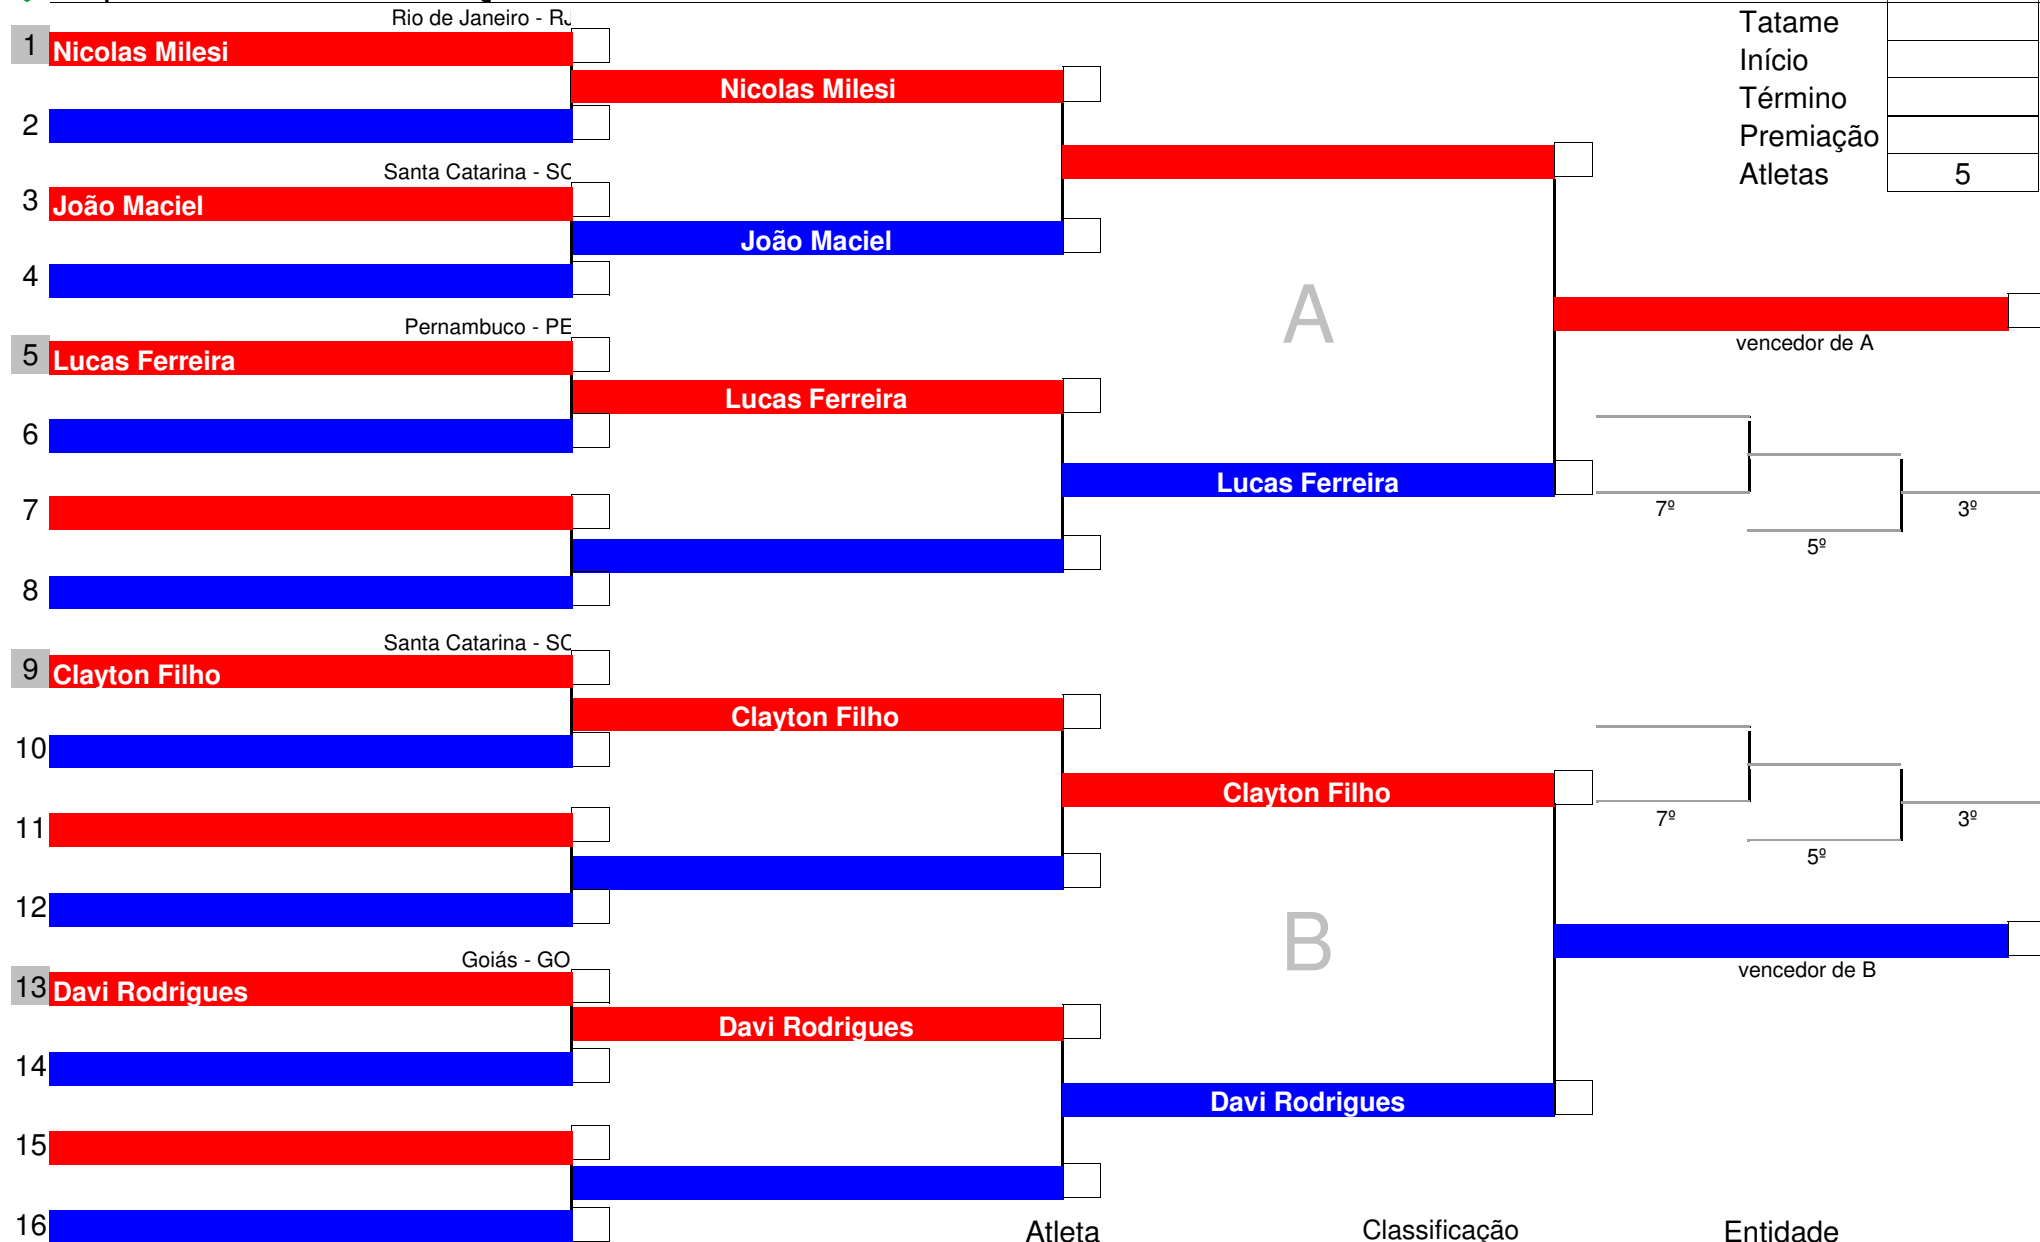 Rio de Janeiro - RJ
Tatame
1 Nicolas Milesi
Início
Nicolas Milesi
Término
2
Premiação
Santa Catarina - SC
Atletas 5
3 João Maciel
João Maciel
4
A
Pernambuco - PE
vencedor de A
5 Lucas Ferreira
Lucas Ferreira
6
Lucas Ferreira
7
7º 3º
5º
8
Santa Catarina - SC
9 Clayton Filho
Clayton Filho
10
Clayton Filho
11
7º 3º
5º
12
B
Goiás - GO
vencedor de B
13 Davi Rodrigues
Davi Rodrigues
14
Davi Rodrigues
15
16
Atleta Classificação Entidade